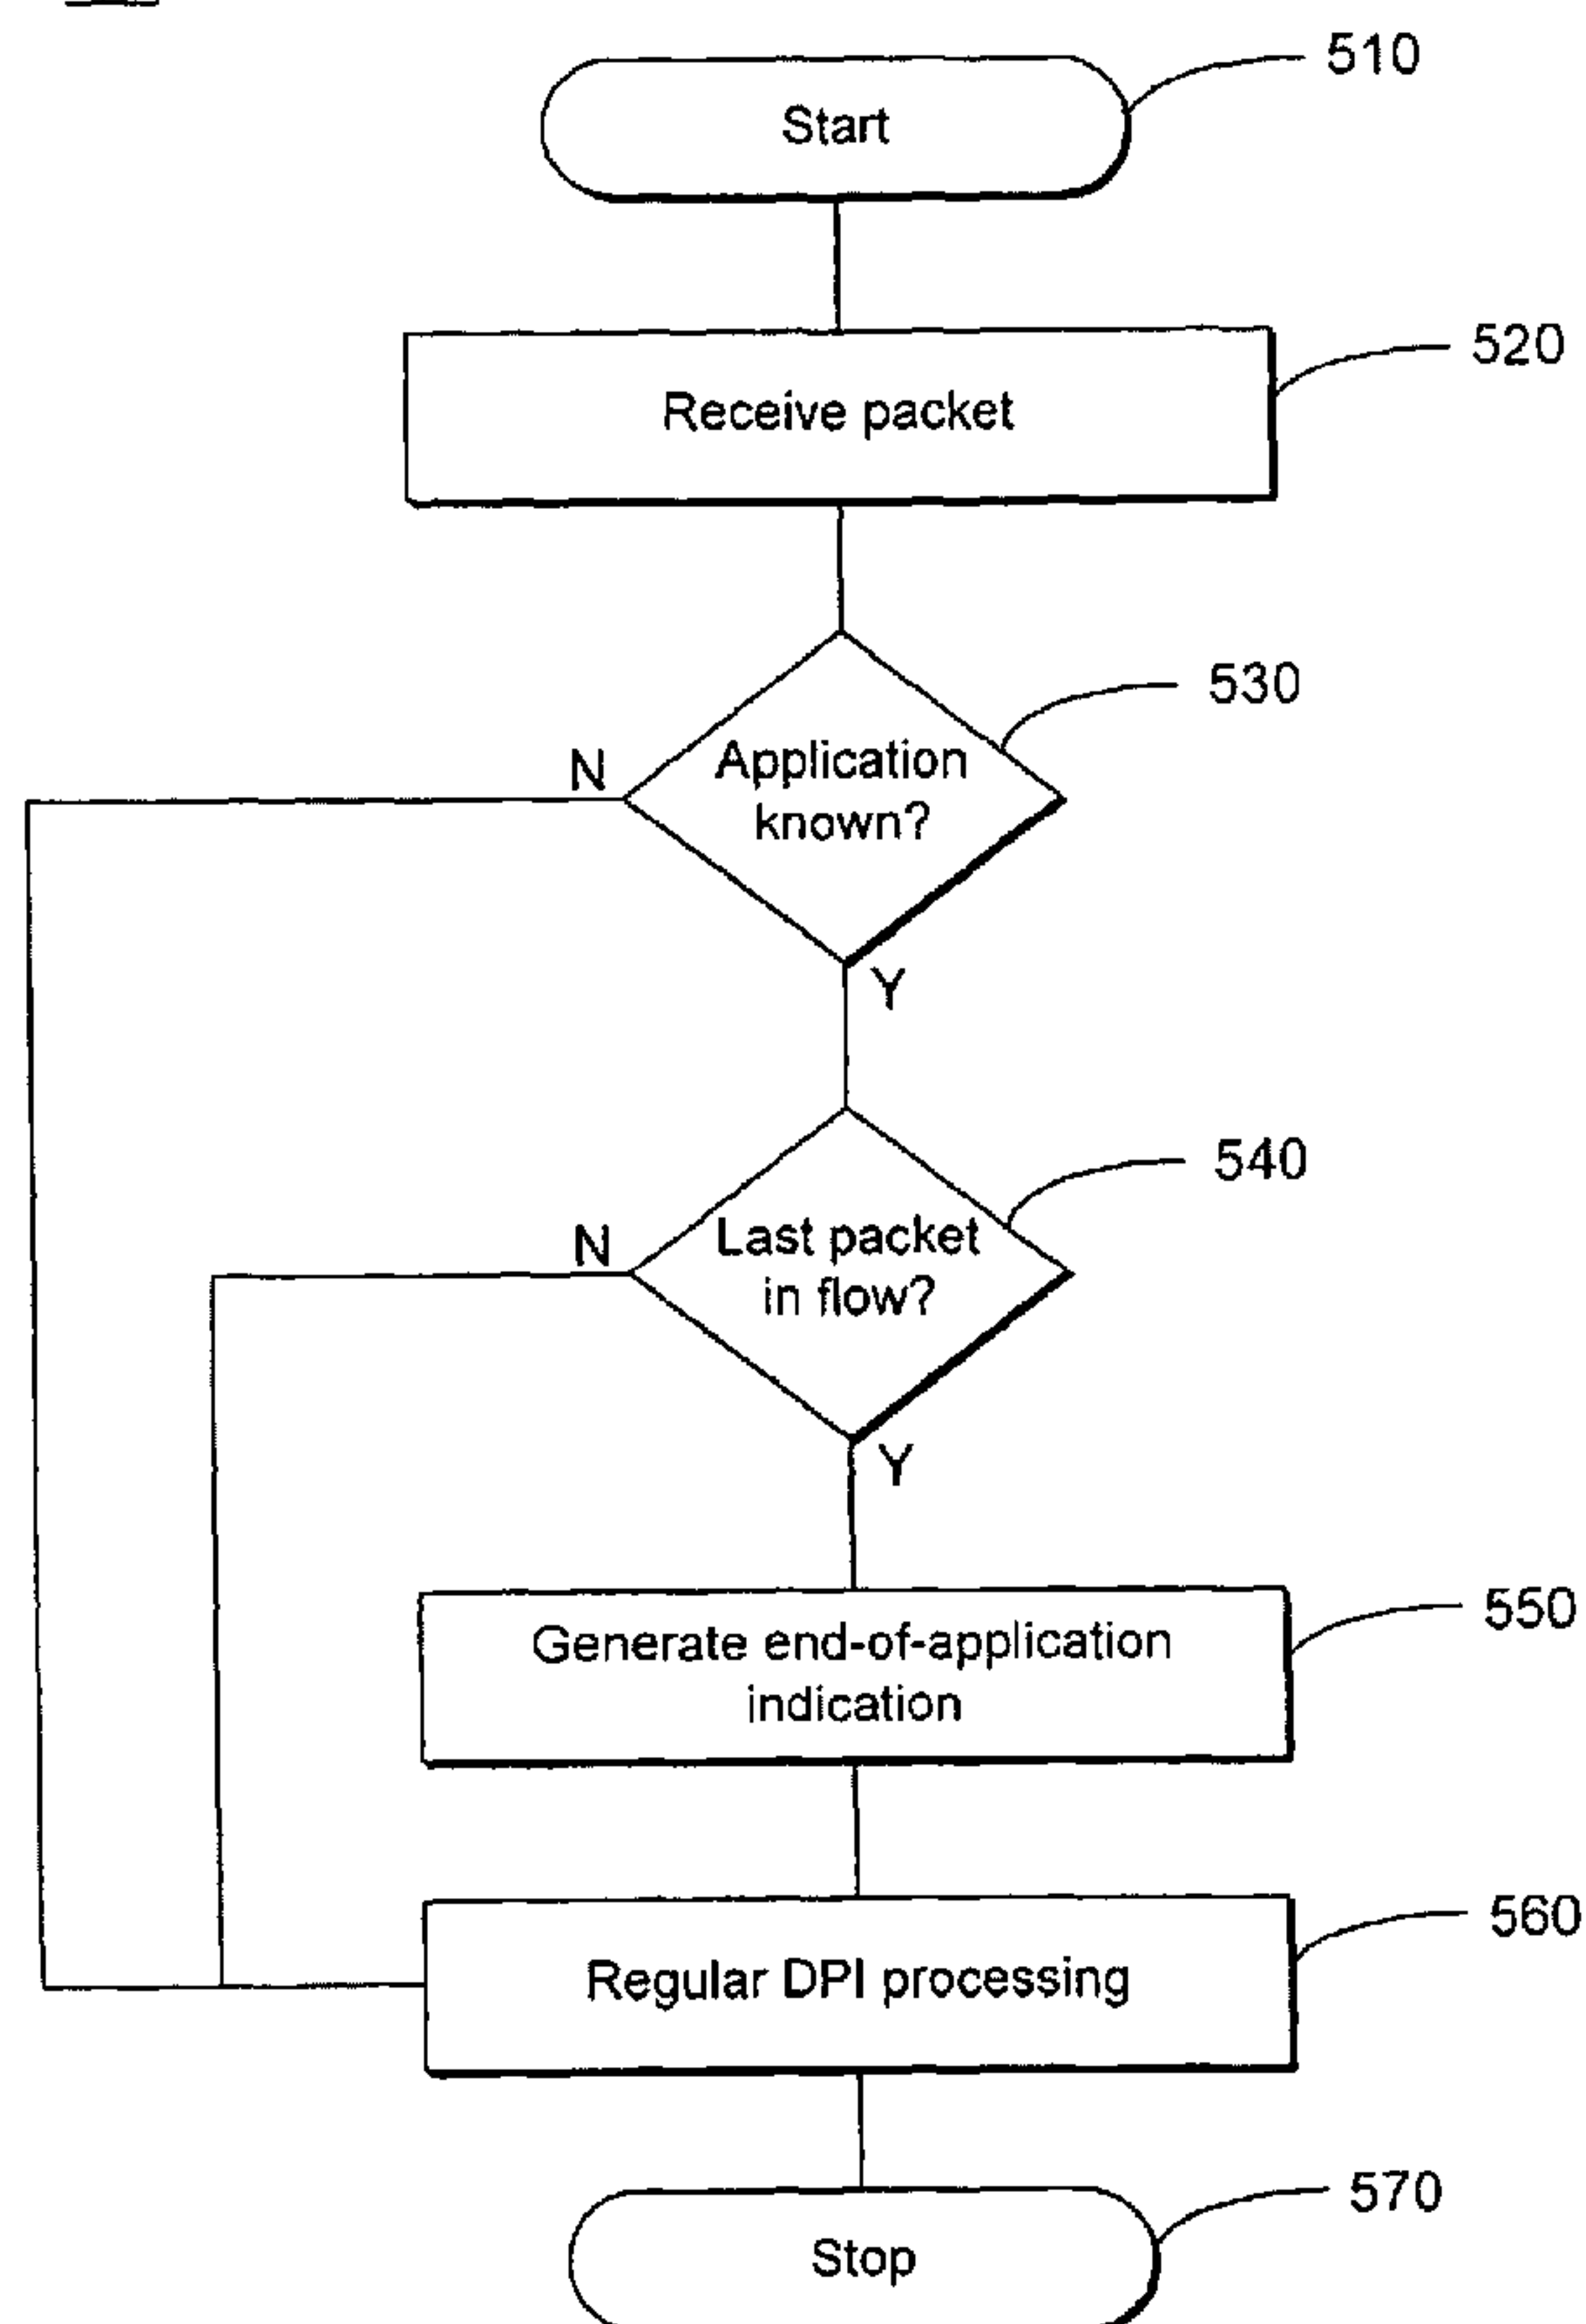 510
Start
520
Receive packet
530
N
Application
known?
Y
540
N
Last packet
in flow?
Y
550
Generate end-of-application
indication
560
Regular DPI processing
570
Stop